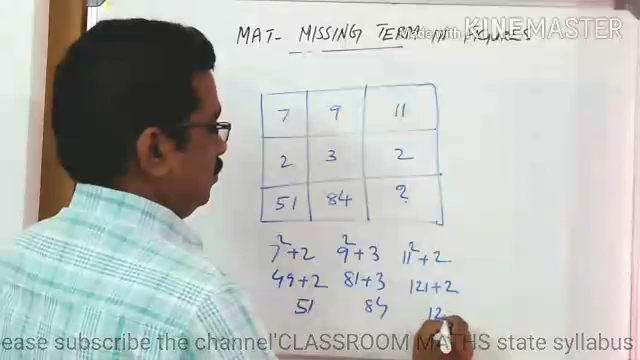 Made with KINEMASTER
MAT- MISSING TERM IN FIGURES
7 9 11
2 3 2
51 84 ?
7²+2 9²+3 11²+2
49+2 81+3 121+2
51 84 12
ease subscribe the channel'CLASSROOM MATHS state syllabus